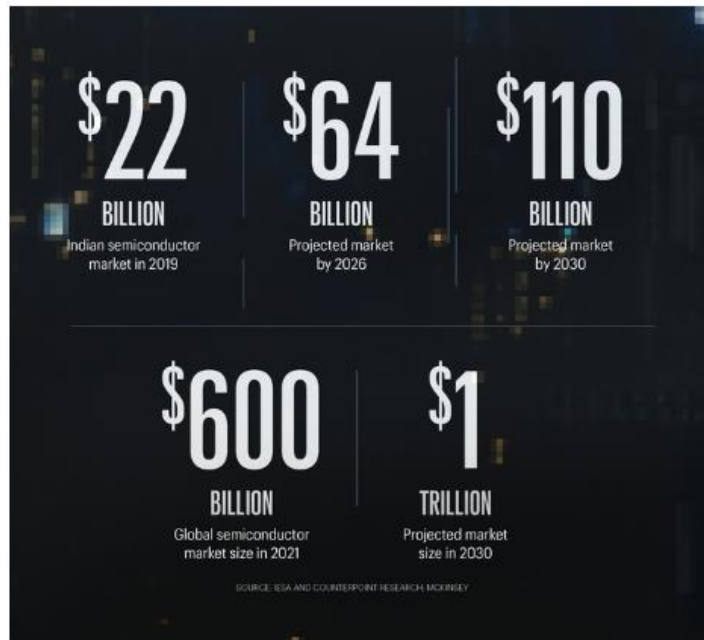 $22
BILLION
Indian semiconductor
market in 2019
$64
BILLION
Projected market
by 2026
$110
BILLION
Projected market
by 2030
$600
BILLION
Global semiconductor
market size in 2021
$1
TRILLION
Projected market
size in 2030
SOURCE: IESA AND COUNTERPOINT RESEARCH; MCKINSEY